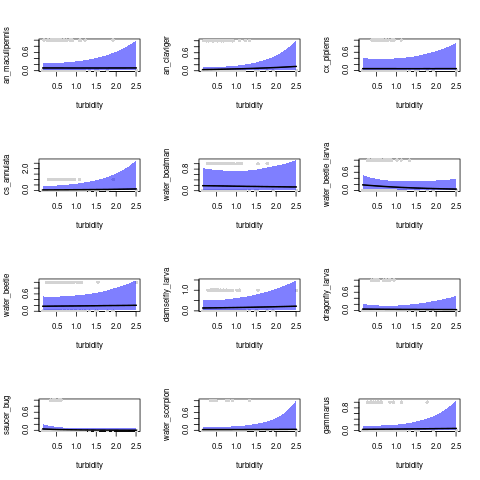 an_maculipennis
0.0 0.6
0.5 1.0 1.5 2.0 2.5
turbidity
an_claviger
0.0 0.6
0.5 1.0 1.5 2.0 2.5
turbidity
cx_pipiens
0.0 0.6
0.5 1.0 1.5 2.0 2.5
turbidity
cs_annulata
0.0 1.0 2.0
0.5 1.0 1.5 2.0 2.5
turbidity
water_boatman
0.0 0.4 0.8
0.5 1.0 1.5 2.0 2.5
turbidity
water_beetle_larva
0.0 0.6
0.5 1.0 1.5 2.0 2.5
turbidity
water_beetle
0.0 0.6
0.5 1.0 1.5 2.0 2.5
turbidity
damselfly_larva
0.0 1.0
0.5 1.0 1.5 2.0 2.5
turbidity
dragonfly_larva
0.0 0.6
0.5 1.0 1.5 2.0 2.5
turbidity
saucer_bug
0.0 0.6
0.5 1.0 1.5 2.0 2.5
turbidity
water_scorpion
0.0 0.6
0.5 1.0 1.5 2.0 2.5
turbidity
gammarus
0.0 0.8
0.5 1.0 1.5 2.0 2.5
turbidity